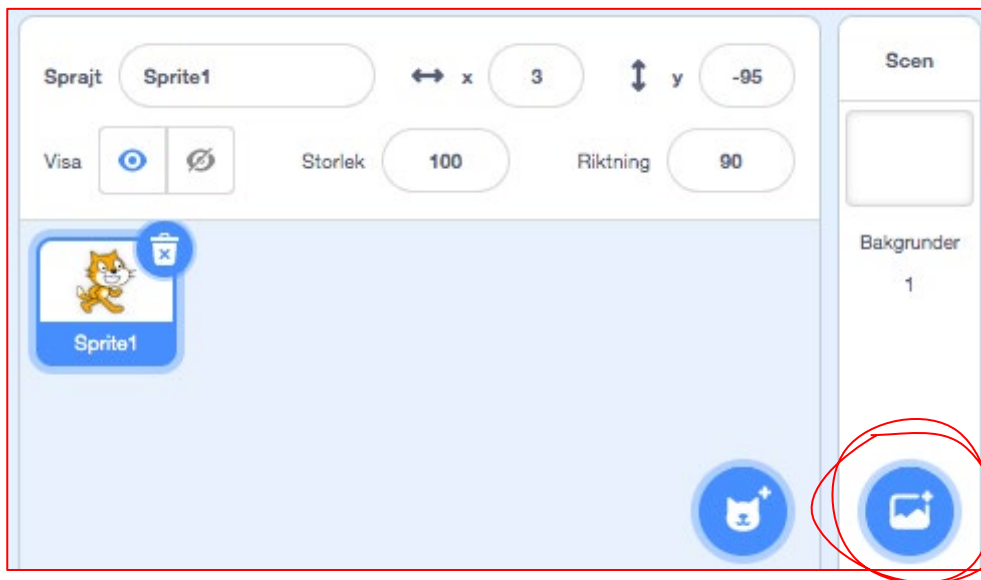 Sprajt Sprite1 x 3 y -95
Visa Storlek 100 Riktning 90
Sprite1
Scen
Bakgrunder
1